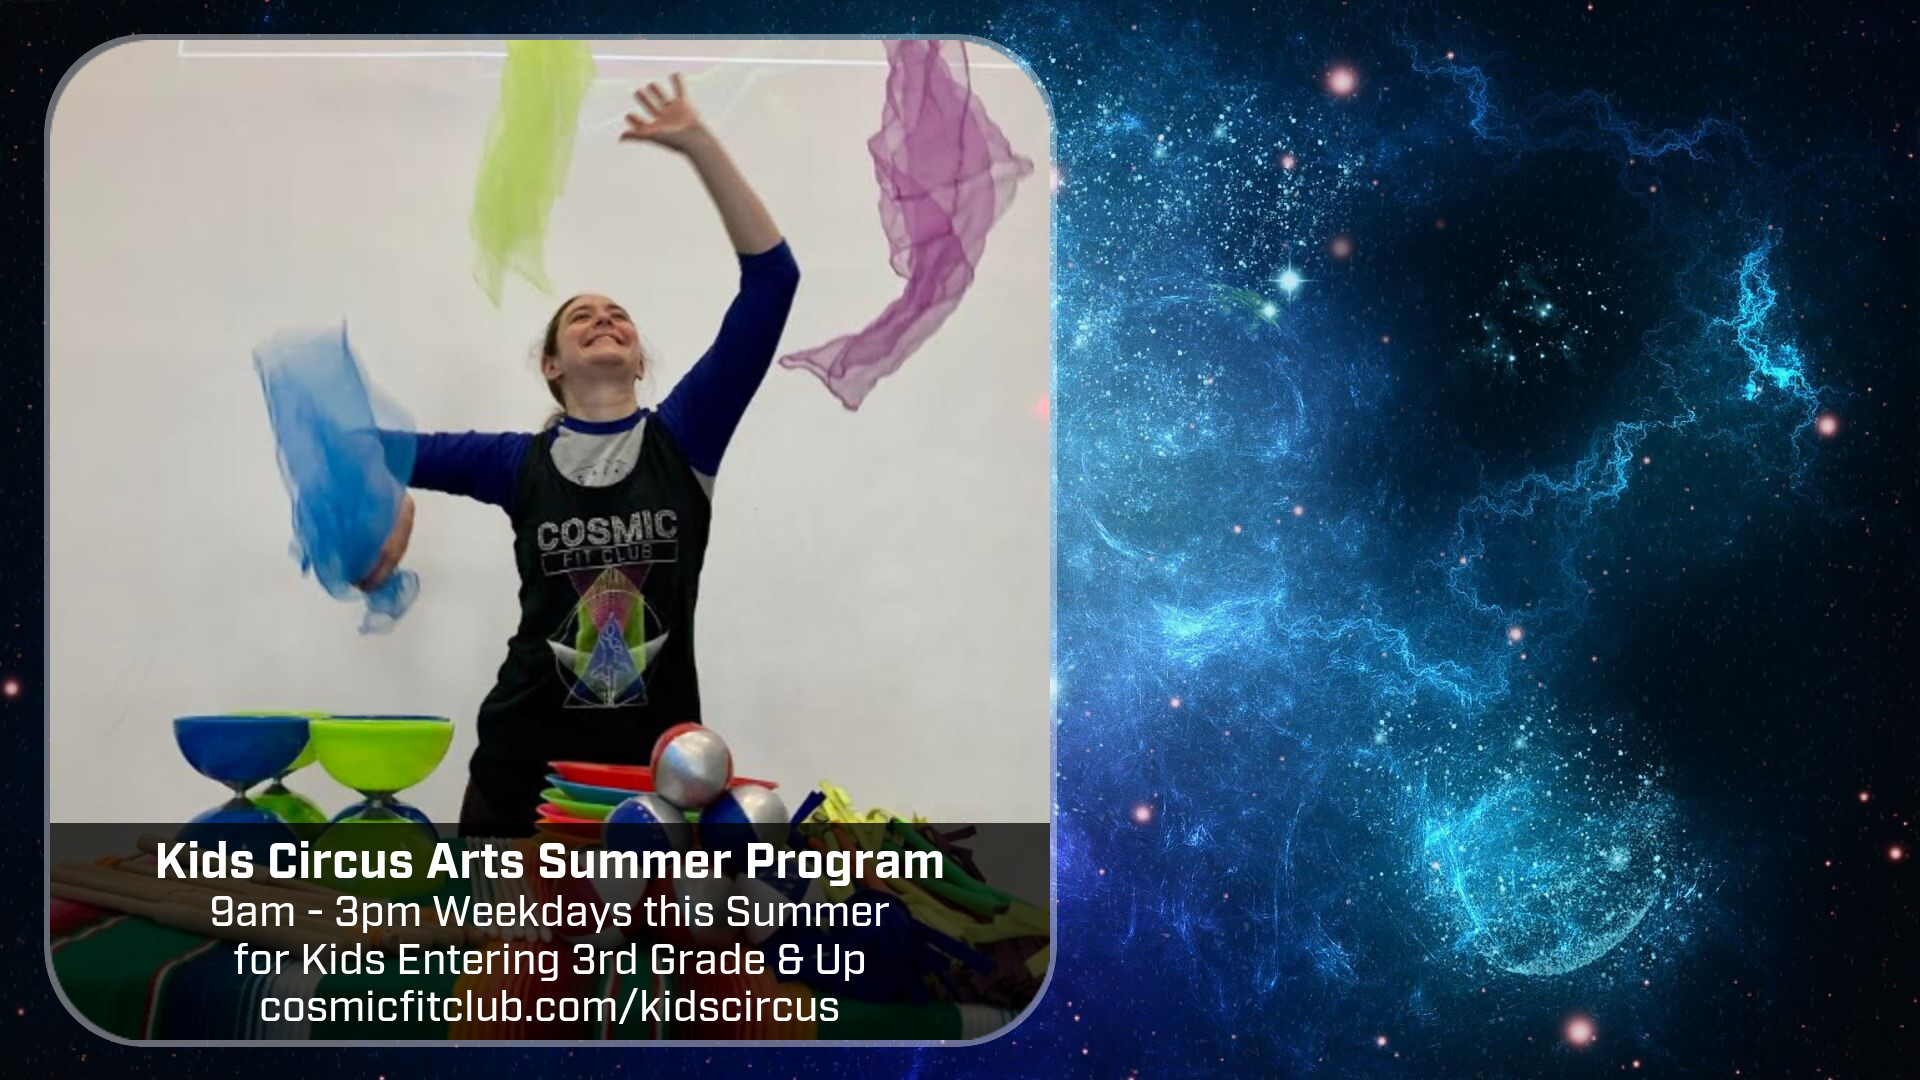 COSMIC
FIT CLUB
Kids Circus Arts Summer Program
9am - 3pm Weekdays this Summer
for Kids Entering 3rd Grade & Up
cosmicfitclub.com/kidscircus